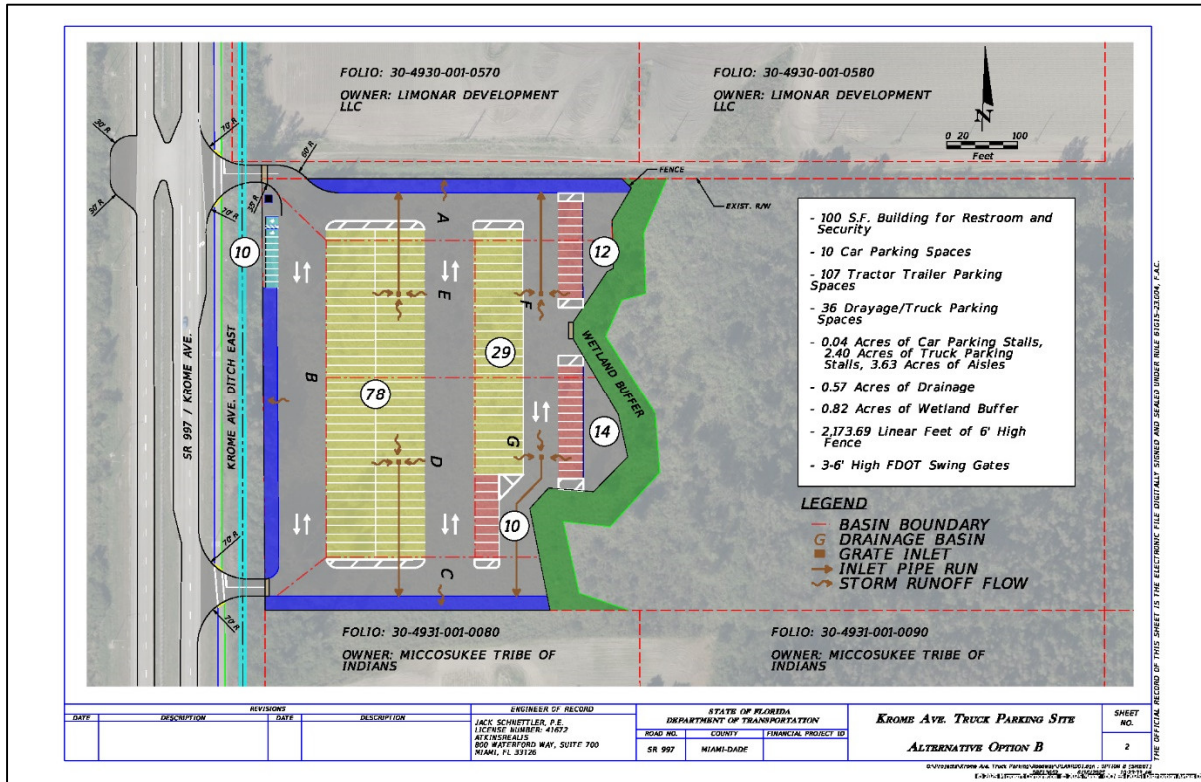 FOLIO: 30-4930-001-0570
OWNER: LIMONAR DEVELOPMENT
LLC
FOLIO: 30-4930-001-0580
OWNER: LIMONAR DEVELOPMENT
LLC
N
0 20 100
Feet
30' R
70' R
60' R
30' R
70' R
35' R
FENCE
EXIST. R/W
A
10
12
E
F
SR 997 / KROME AVE.
KROME AVE. DITCH EAST
WETLAND BUFFER
B
29
78
14
G
D
10
C
70' R
70' R
- 100 S.F. Building for Restroom and
Security
- 10 Car Parking Spaces
- 107 Tractor Trailer Parking
Spaces
- 36 Drayage/Truck Parking
Spaces
- 0.04 Acres of Car Parking Stalls,
2.40 Acres of Truck Parking
Stalls, 3.63 Acres of Aisles
- 0.57 Acres of Drainage
- 0.82 Acres of Wetland Buffer
- 2,173.69 Linear Feet of 6' High
Fence
- 3-6' High FDOT Swing Gates
LEGEND
BASIN BOUNDARY
G DRAINAGE BASIN
GRATE INLET
INLET PIPE RUN
STORM RUNOFF FLOW
FOLIO: 30-4931-001-0080
OWNER: MICCOSUKEE TRIBE OF
INDIANS
FOLIO: 30-4931-001-0090
OWNER: MICCOSUKEE TRIBE OF
INDIANS
THE OFFICIAL RECORD OF THIS SHEET IS THE ELECTRONIC FILE DIGITALLY SIGNED AND SEALED UNDER RULE 61G15-23.004, F.A.C.
REVISIONS
DATE DESCRIPTION DATE DESCRIPTION
ENGINEER OF RECORD
JACK SCHNETTLER, P.E.
LICENSE NUMBER: 41672
ATKINSREALIS
800 WATERFORD WAY, SUITE 700
MIAMI, FL 33126
STATE OF FLORIDA
DEPARTMENT OF TRANSPORTATION
ROAD NO. COUNTY FINANCIAL PROJECT ID
SR 997 MIAMI-DADE
KROME AVE. TRUCK PARKING SITE
ALTERNATIVE OPTION B
SHEET
NO.
2